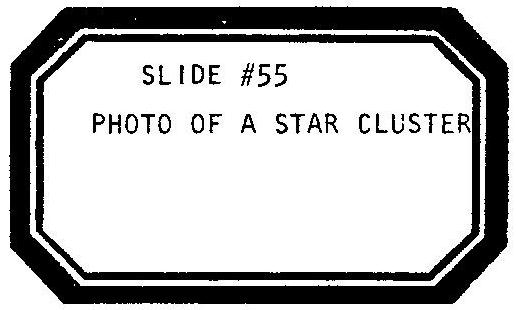 SLIDE #55
PHOTO OF A STAR CLUSTER